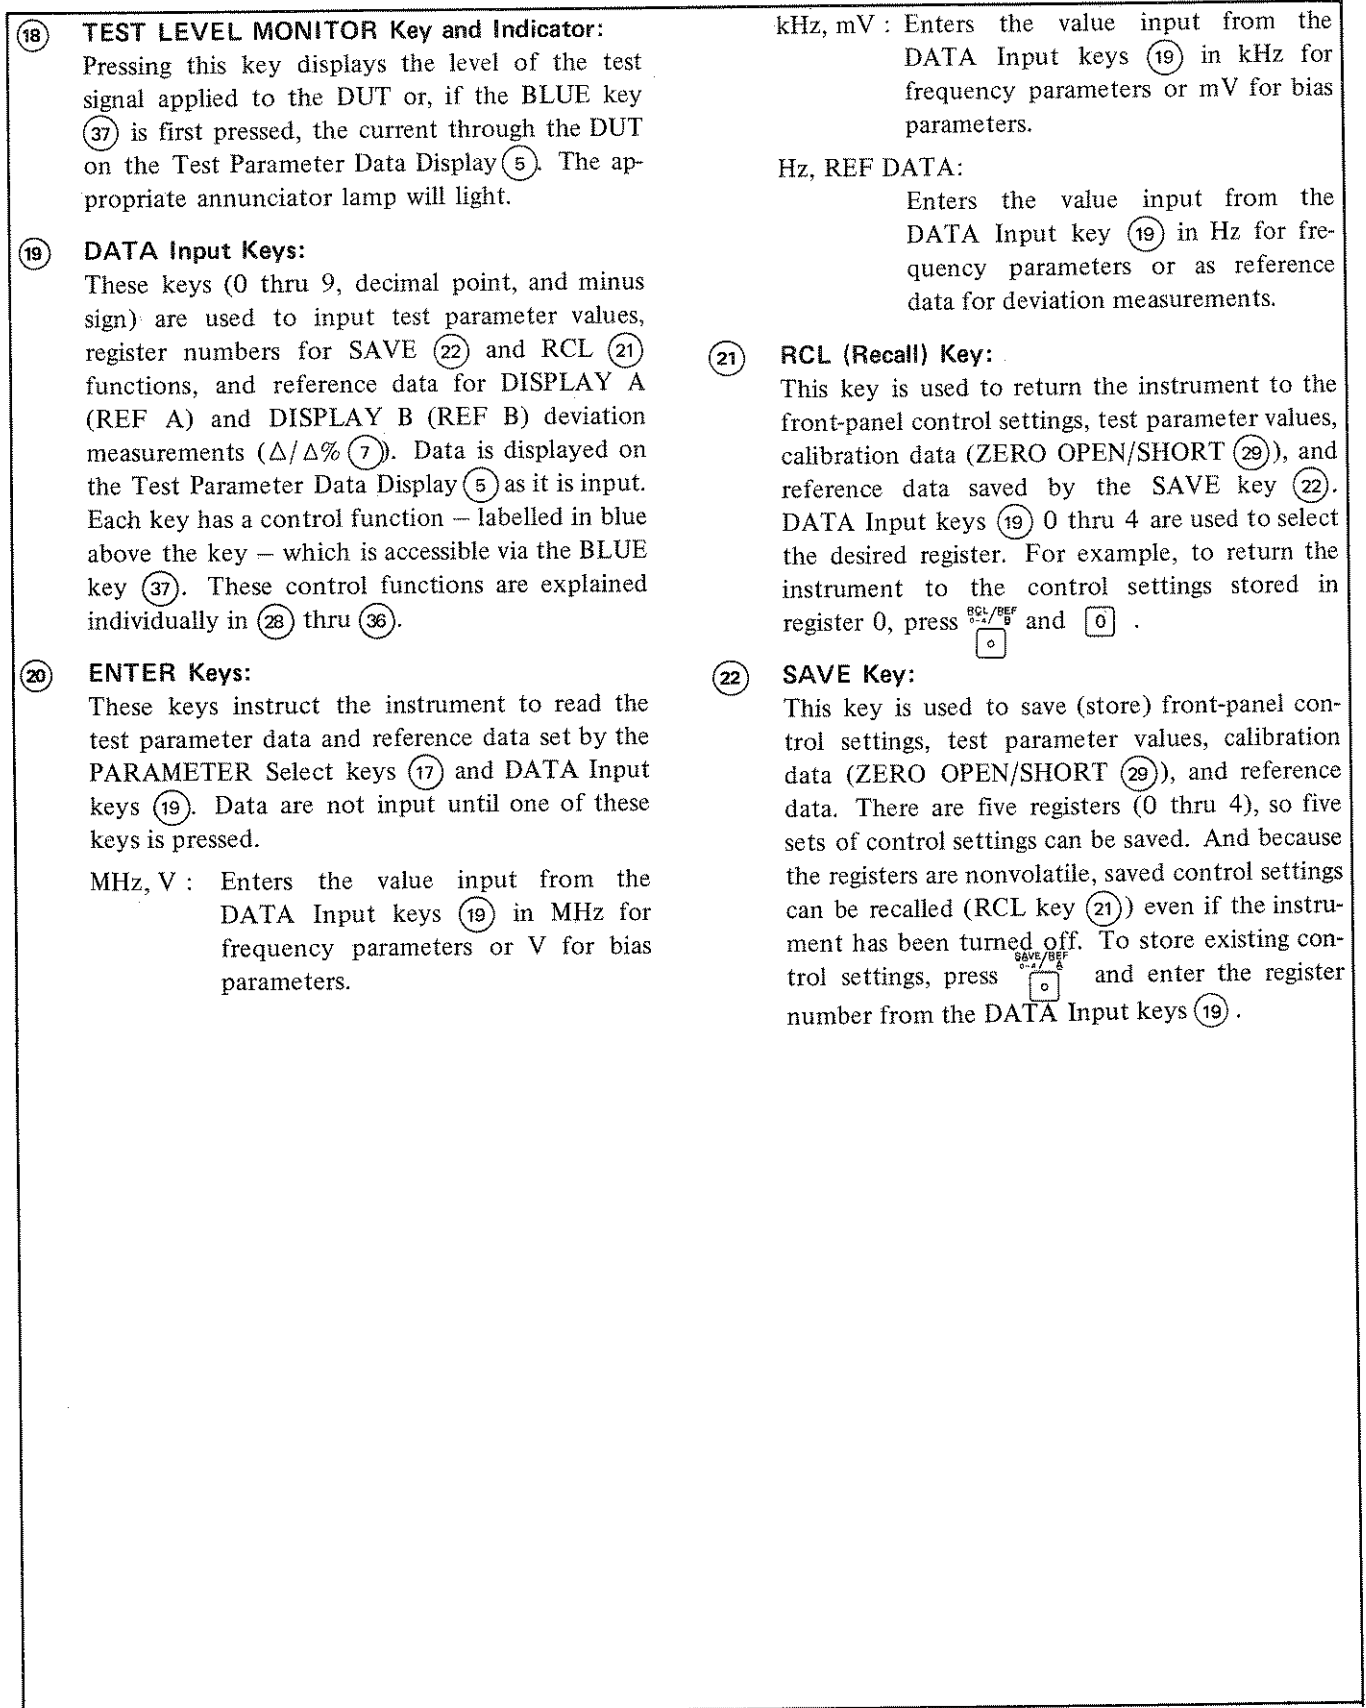 ⑱ TEST LEVEL MONITOR Key and Indicator:
Pressing this key displays the level of the test
signal applied to the DUT or, if the BLUE key
㊲ is first pressed, the current through the DUT
on the Test Parameter Data Display ⑤. The ap-
propriate annunciator lamp will light.
⑲ DATA Input Keys:
These keys (0 thru 9, decimal point, and minus
sign) are used to input test parameter values,
register numbers for SAVE ㉒ and RCL ㉑
functions, and reference data for DISPLAY A
(REF A) and DISPLAY B (REF B) deviation
measurements (Δ/Δ% ⑦). Data is displayed on
the Test Parameter Data Display ⑤ as it is input.
Each key has a control function — labelled in blue
above the key — which is accessible via the BLUE
key ㊲. These control functions are explained
individually in ㉘ thru ㊱.
⑳ ENTER Keys:
These keys instruct the instrument to read the
test parameter data and reference data set by the
PARAMETER Select keys ⑰ and DATA Input
keys ⑲. Data are not input until one of these
keys is pressed.
MHz, V : Enters the value input from the
DATA Input keys ⑲ in MHz for
frequency parameters or V for bias
parameters.
kHz, mV : Enters the value input from the
DATA Input keys ⑲ in kHz for
frequency parameters or mV for bias
parameters.
Hz, REF DATA:
Enters the value input from the
DATA Input key ⑲ in Hz for fre-
quency parameters or as reference
data for deviation measurements.
㉑ RCL (Recall) Key:
This key is used to return the instrument to the
front-panel control settings, test parameter values,
calibration data (ZERO OPEN/SHORT ㉙), and
reference data saved by the SAVE key ㉒.
DATA Input keys ⑲ 0 thru 4 are used to select
the desired register. For example, to return the
instrument to the control settings stored in
register 0, press RCL/REF 0-4/B and 0 .
㉒ SAVE Key:
This key is used to save (store) front-panel con-
trol settings, test parameter values, calibration
data (ZERO OPEN/SHORT ㉙), and reference
data. There are five registers (0 thru 4), so five
sets of control settings can be saved. And because
the registers are nonvolatile, saved control settings
can be recalled (RCL key ㉑) even if the instru-
ment has been turned off. To store existing con-
trol settings, press SAVE/REF 0-4/A and enter the register
number from the DATA Input keys ⑲ .